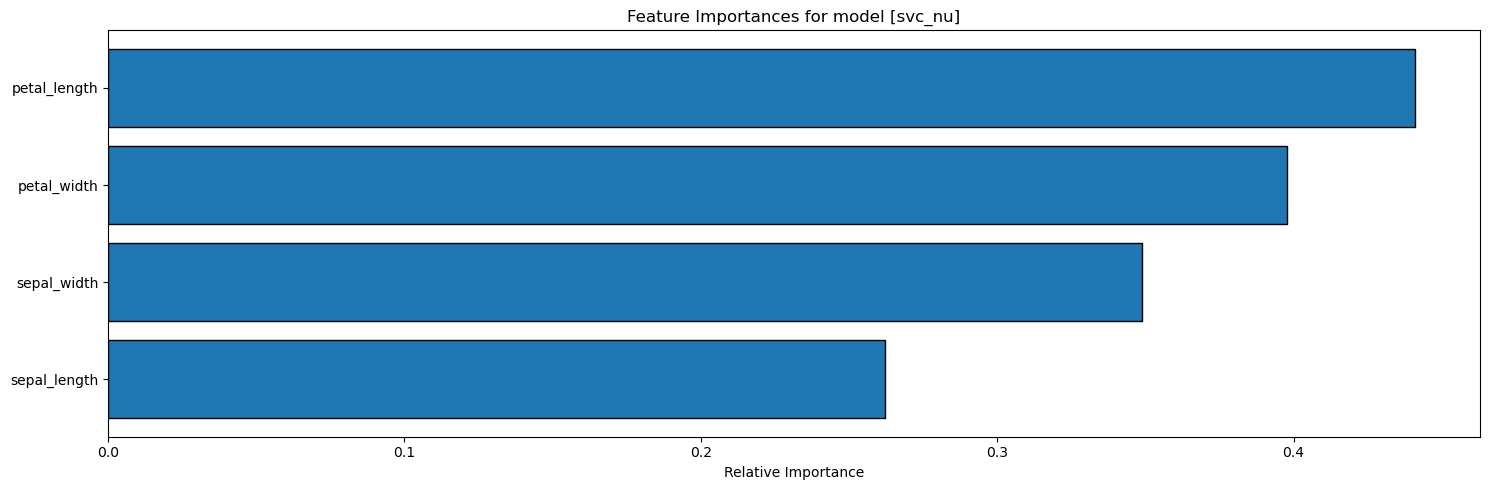 Feature Importances for model [svc_nu]
petal_length
petal_width
sepal_width
sepal_length
0.0 0.1 0.2 0.3 0.4
Relative Importance